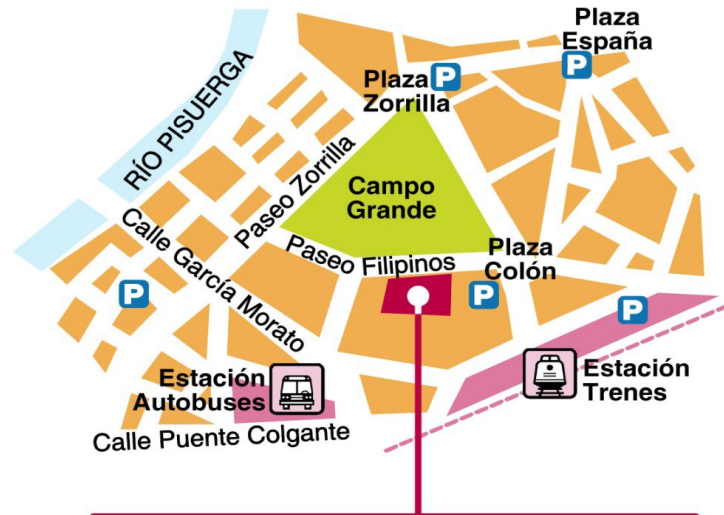 Plaza
España
P
Plaza
Zorrilla
P
RÍO PISUERGA
Paseo Zorrilla
Campo
Grande
Calle García Morato
Paseo Filipinos
Plaza
Colón
P
P
P
Estación
Autobuses
Estación
Trenes
Calle Puente Colgante